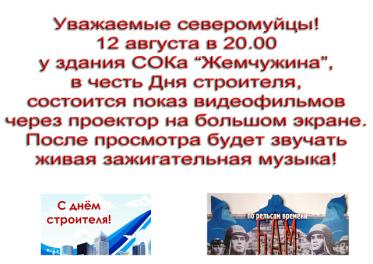 Уважаемые северомуйцы!
12 августа в 20.00
у здания СОКа “Жемчужина”,
в честь Дня строителя,
состоится показ видеофильмов
через проектор на большом экране.
После просмотра будет звучать
живая зажигательная музыка!
С днём
строителя!
по рельсам времени
БАМ